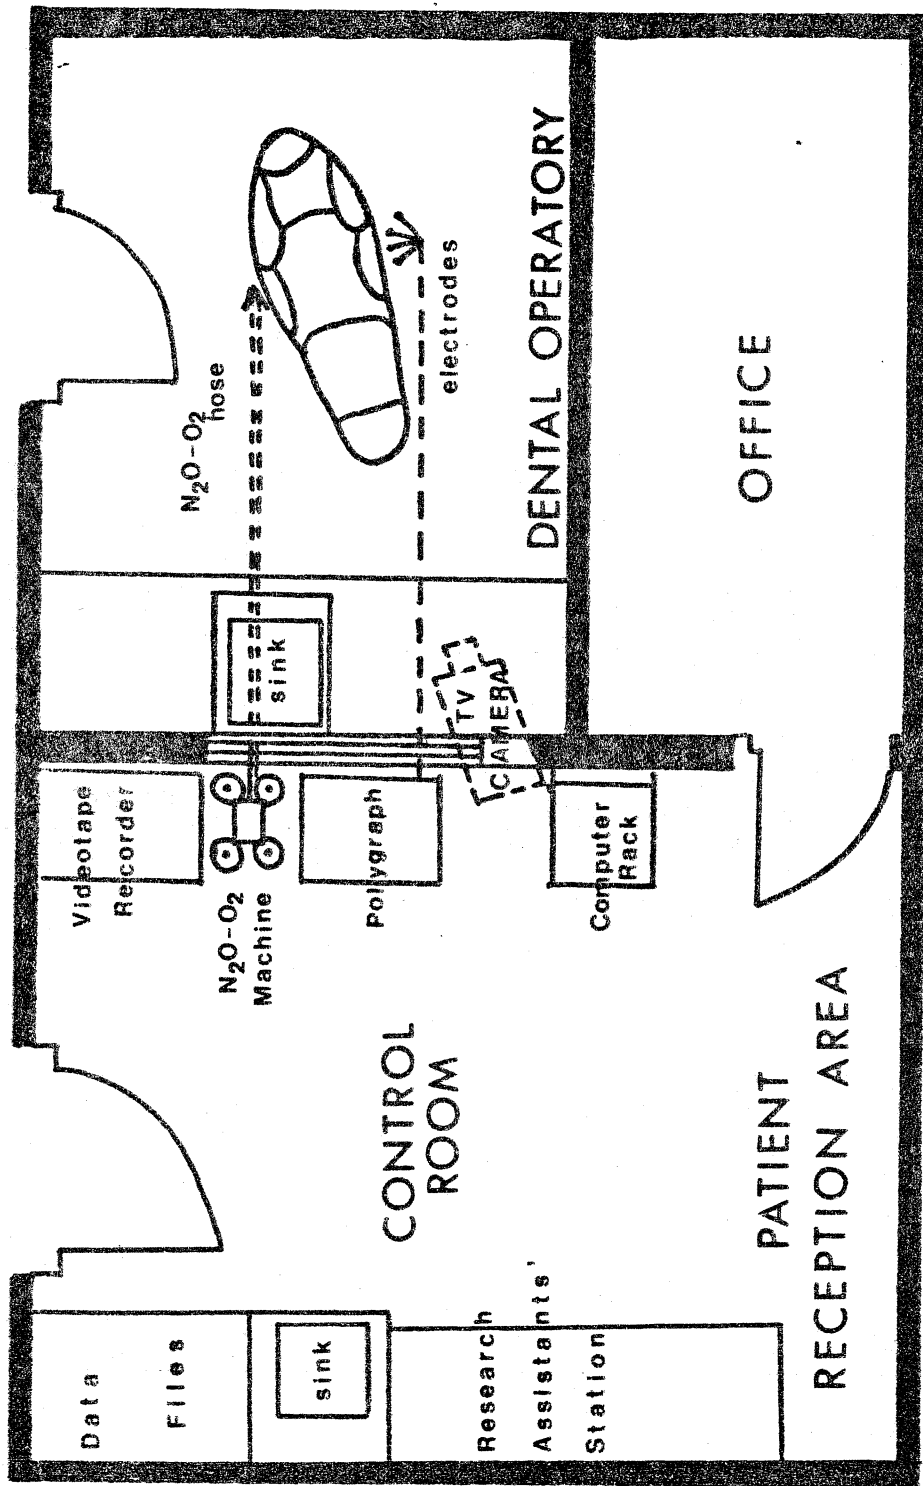 Data
Files
sink
Research
Assistants'
Station
CONTROL
ROOM
PATIENT
RECEPTION AREA
Videotape
Recorder
N₂O-O₂
Machine
Polygraph
Computer
Rack
TV
CAMERA
sink
N₂O-O₂
hose
electrodes
DENTAL OPERATORY
OFFICE